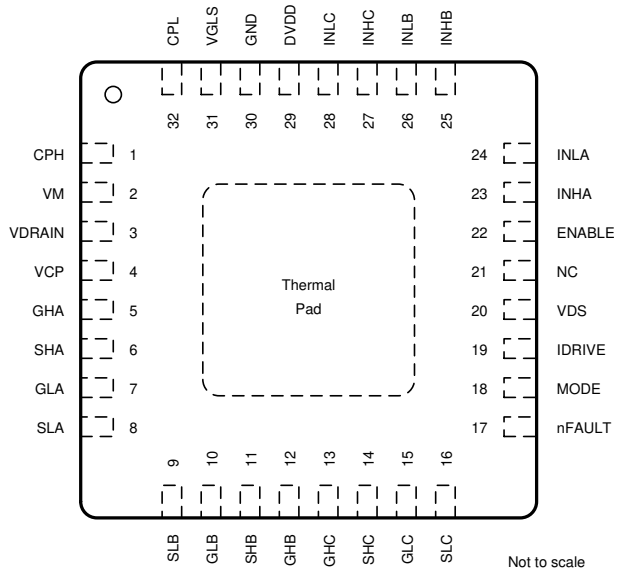 CPL VGLS GND DVDD INLC INHC INLB INHB
32 31 30 29 28 27 26 25
CPH 1 24 INLA
VM 2 23 INHA
VDRAIN 3 22 ENABLE
VCP 4 21 NC
GHA 5 20 VDS
SHA 6 19 IDRIVE
GLA 7 18 MODE
SLA 8 17 nFAULT
Thermal
Pad
9 10 11 12 13 14 15 16
SLB GLB SHB GHB GHC SHC GLC SLC
Not to scale